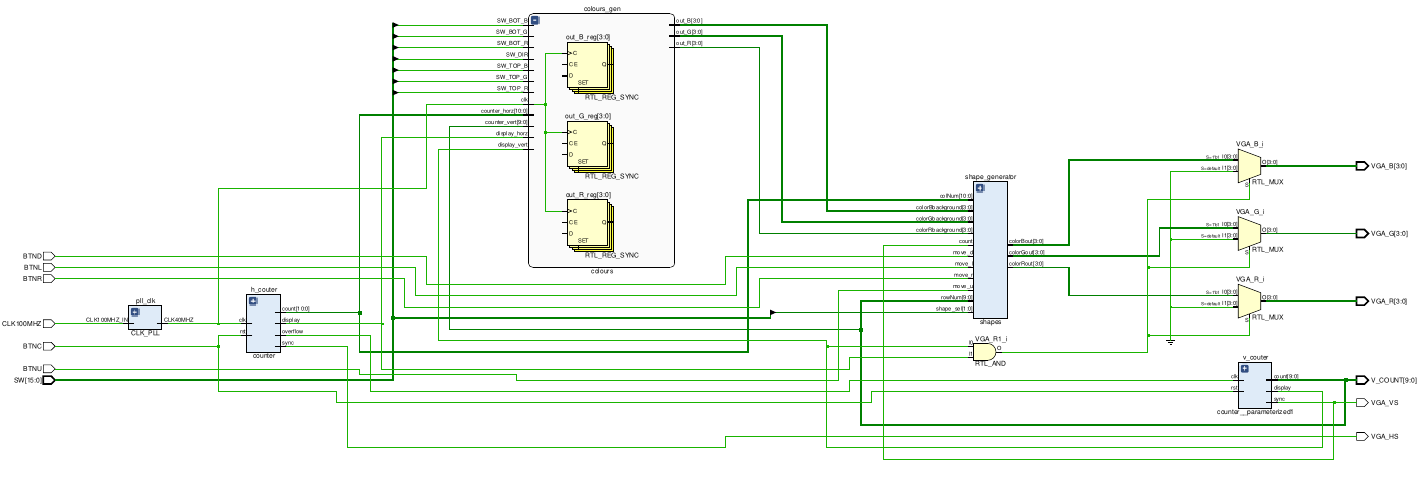 colours_gen
SW_BOT_B
SW_BOT_G
SW_BOT_R
SW_DIR
SW_TOP_B
SW_TOP_G
SW_TOP_R
clk
counter_horz[10:0]
counter_vert[9:0]
display_horz
display_vert
out_B_reg[3:0]
C
CE
D
Q
SET
RTL_REG_SYNC
out_G_reg[3:0]
C
CE
D
Q
SET
RTL_REG_SYNC
out_R_reg[3:0]
C
CE
D
Q
SET
RTL_REG_SYNC
out_B[3:0]
out_G[3:0]
out_R[3:0]
colours
BTND
BTNL
BTNR
CLK100MHZ
BTNC
BTNU
SW[15:0]
pll_clk
CLK100MHZ_IN
CLK40MHZ
CLK_PLL
h_couter
clk
rst
count[10:0]
display
overflow
sync
counter
shape_generator
colNum[10:0]
colorBbackground[3:0]
colorGbackground[3:0]
colorRbackground[3:0]
count
move_d
move_l
move_r
move_u
rowNum[9:0]
shape_sel[1:0]
colorBout[3:0]
colorGout[3:0]
colorRout[3:0]
shapes
VGA_R1_i
I0
I1
O
RTL_AND
VGA_B_i
S=1'b1 I0[3:0]
S=default I1[3:0]
O[3:0]
S
RTL_MUX
VGA_G_i
S=1'b1 I0[3:0]
S=default I1[3:0]
O[3:0]
S
RTL_MUX
VGA_R_i
S=1'b1 I0[3:0]
S=default I1[3:0]
O[3:0]
S
RTL_MUX
v_couter
clk
rst
count[9:0]
display
sync
counter__parameterized1
VGA_B[3:0]
VGA_G[3:0]
VGA_R[3:0]
V_COUNT[9:0]
VGA_VS
VGA_HS